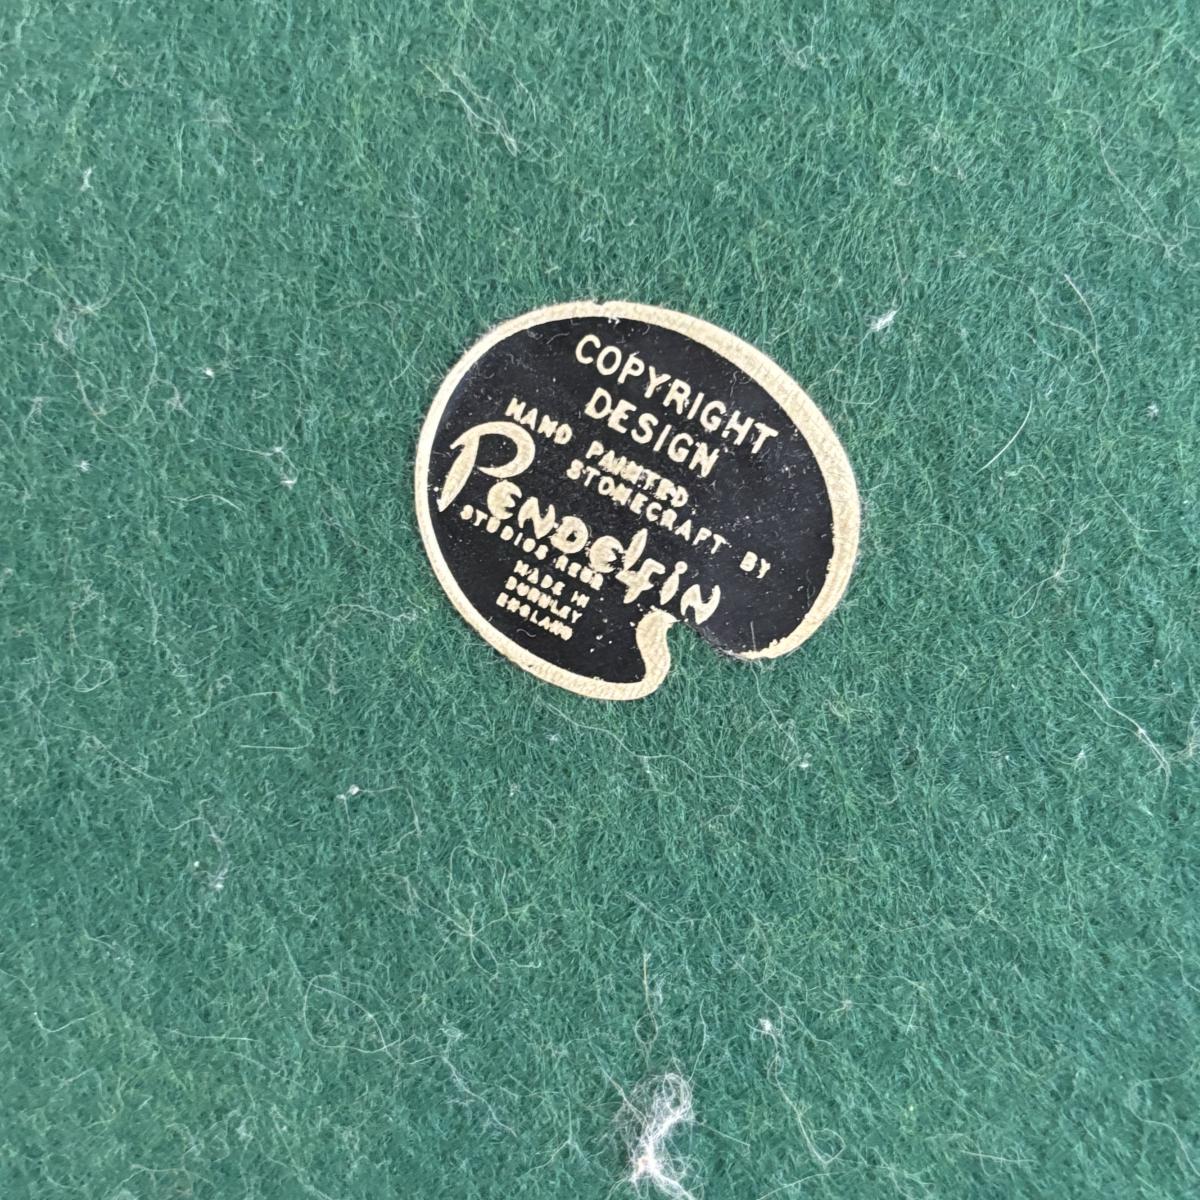 COPYRIGHT
DESIGN
HAND PAINTED
STONECRAFT BY
PENDELFIN
STUDIOS REGD
MADE IN
BURNLEY
ENGLAND